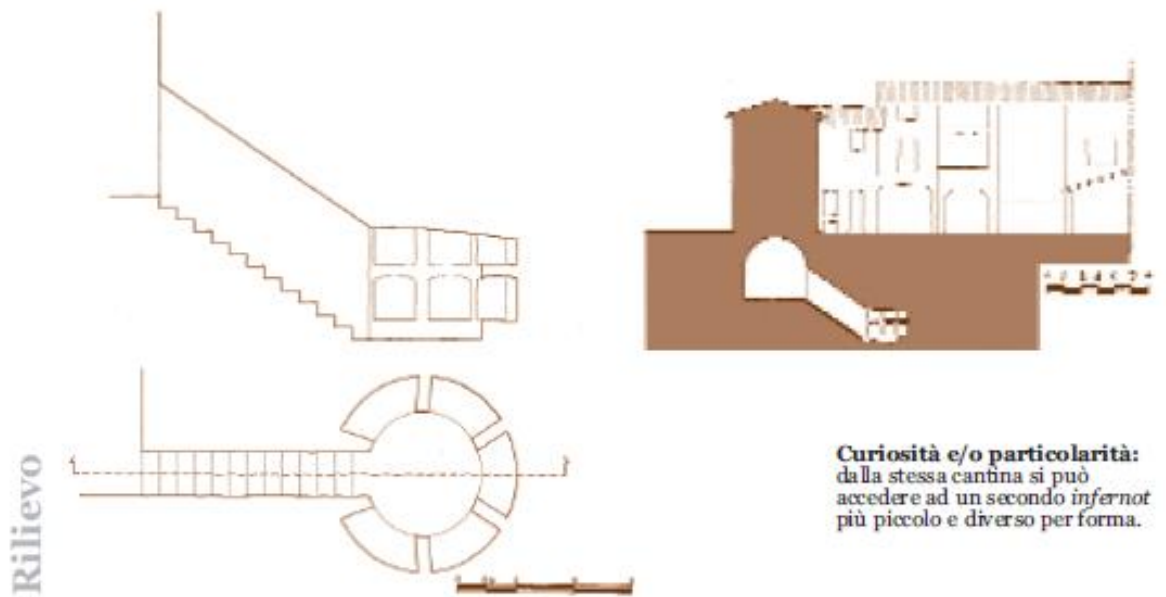 Rilievo
Curiosità e/o particolarità:
dalla stessa cantina si può
accedere ad un secondo infernot
più piccolo e diverso per forma.